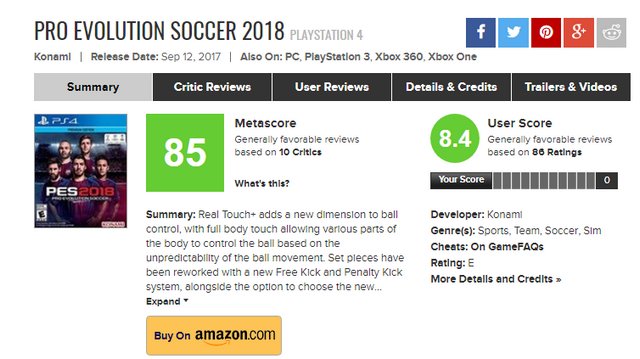 PRO EVOLUTION SOCCER 2018 PLAYSTATION 4
Konami | Release Date: Sep 12, 2017 | Also On: PC, PlayStation 3, Xbox 360, Xbox One
Summary Critic Reviews User Reviews Details & Credits Trailers & Videos
PS4
PES2018
PRO EVOLUTION SOCCER
KONAMI
85
Metascore
Generally favorable reviews
based on 10 Critics
What's this?
Summary: Real Touch+ adds a new dimension to ball
control, with full body touch allowing various parts of
the body to control the ball based on the
unpredictability of the ball movement. Set pieces have
been reworked with a new Free Kick and Penalty Kick
system, alongside the option to choose the new...
Expand
Buy On amazon.com
8.4
User Score
Generally favorable reviews
based on 86 Ratings
Your Score 0
Developer: Konami
Genre(s): Sports, Team, Soccer, Sim
Cheats: On GameFAQs
Rating: E
More Details and Credits »